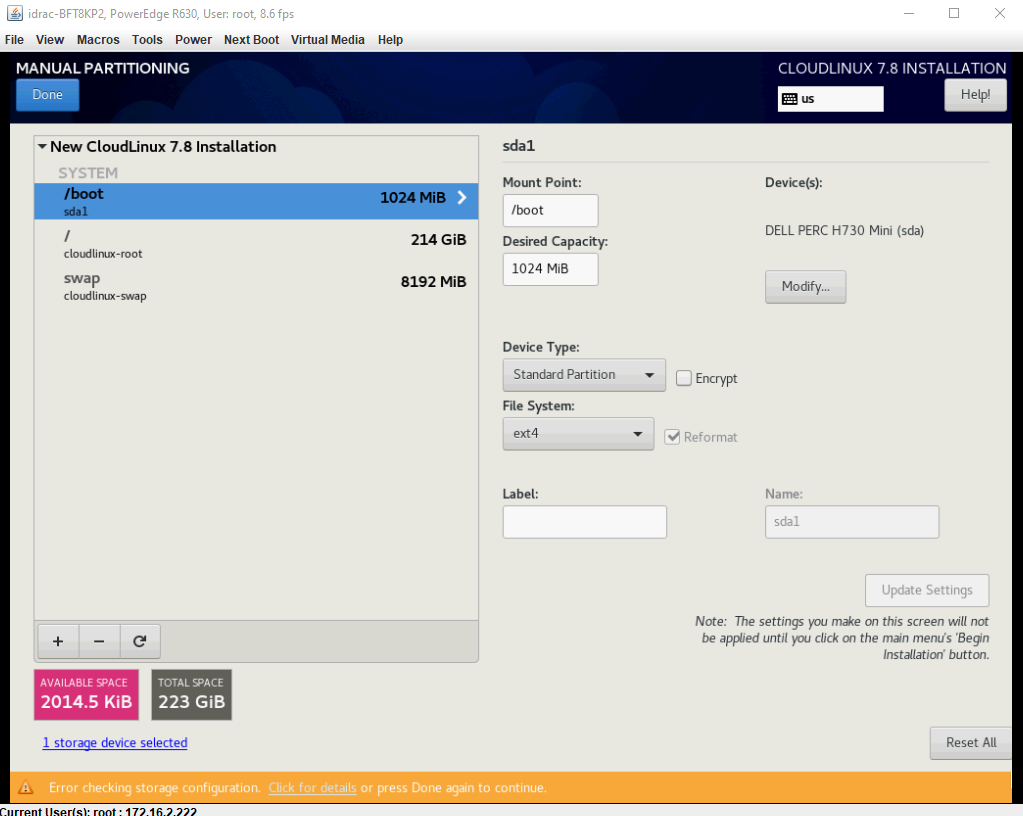 idrac-BFT8KP2, PowerEdge R630, User: root, 8.6 fps
File View Macros Tools Power Next Boot Virtual Media Help
MANUAL PARTITIONING
CLOUDLINUX 7.8 INSTALLATION
Done
us
Help!
New CloudLinux 7.8 Installation
SYSTEM
/boot
1024 MiB
sda1
/
214 GiB
cloudlinux-root
swap
8192 MiB
cloudlinux-swap
+ −
AVAILABLE SPACE
2014.5 KiB
TOTAL SPACE
223 GiB
1 storage device selected
sda1
Mount Point:
/boot
Device(s):
DELL PERC H730 Mini (sda)
Desired Capacity:
1024 MiB
Modify...
Device Type:
Standard Partition
Encrypt
File System:
ext4
Reformat
Label:
Name:
sda1
Update Settings
Note: The settings you make on this screen will not
be applied until you click on the main menu's 'Begin
Installation' button.
Reset All
Error checking storage configuration. Click for details or press Done again to continue.
Current User(s): root : 172.16.2.222